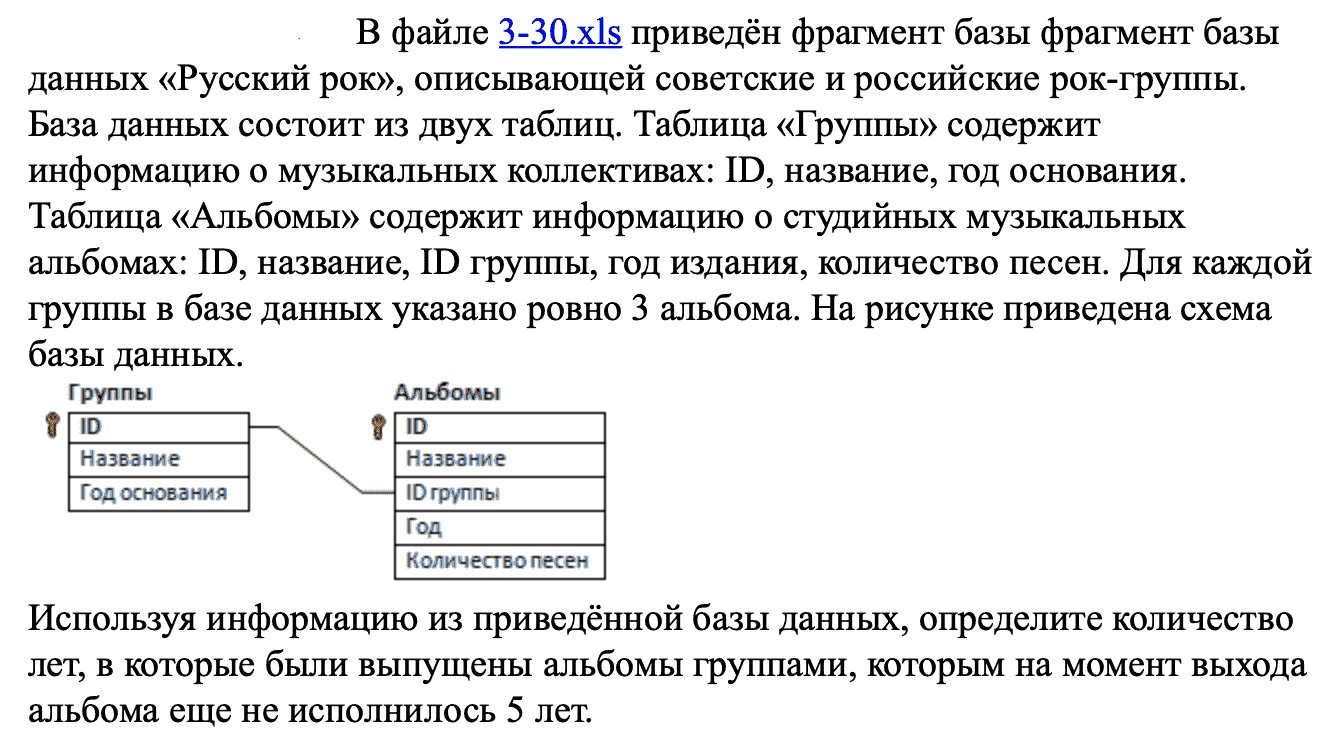 В файле 3-30.xls приведён фрагмент базы фрагмент базы
данных «Русский рок», описывающей советские и российские рок-группы.
База данных состоит из двух таблиц. Таблица «Группы» содержит
информацию о музыкальных коллективах: ID, название, год основания.
Таблица «Альбомы» содержит информацию о студийных музыкальных
альбомах: ID, название, ID группы, год издания, количество песен. Для каждой
группы в базе данных указано ровно 3 альбома. На рисунке приведена схема
базы данных.
Группы
ID
Название
Год основания
Альбомы
ID
Название
ID группы
Год
Количество песен
Используя информацию из приведённой базы данных, определите количество
лет, в которые были выпущены альбомы группами, которым на момент выхода
альбома еще не исполнилось 5 лет.